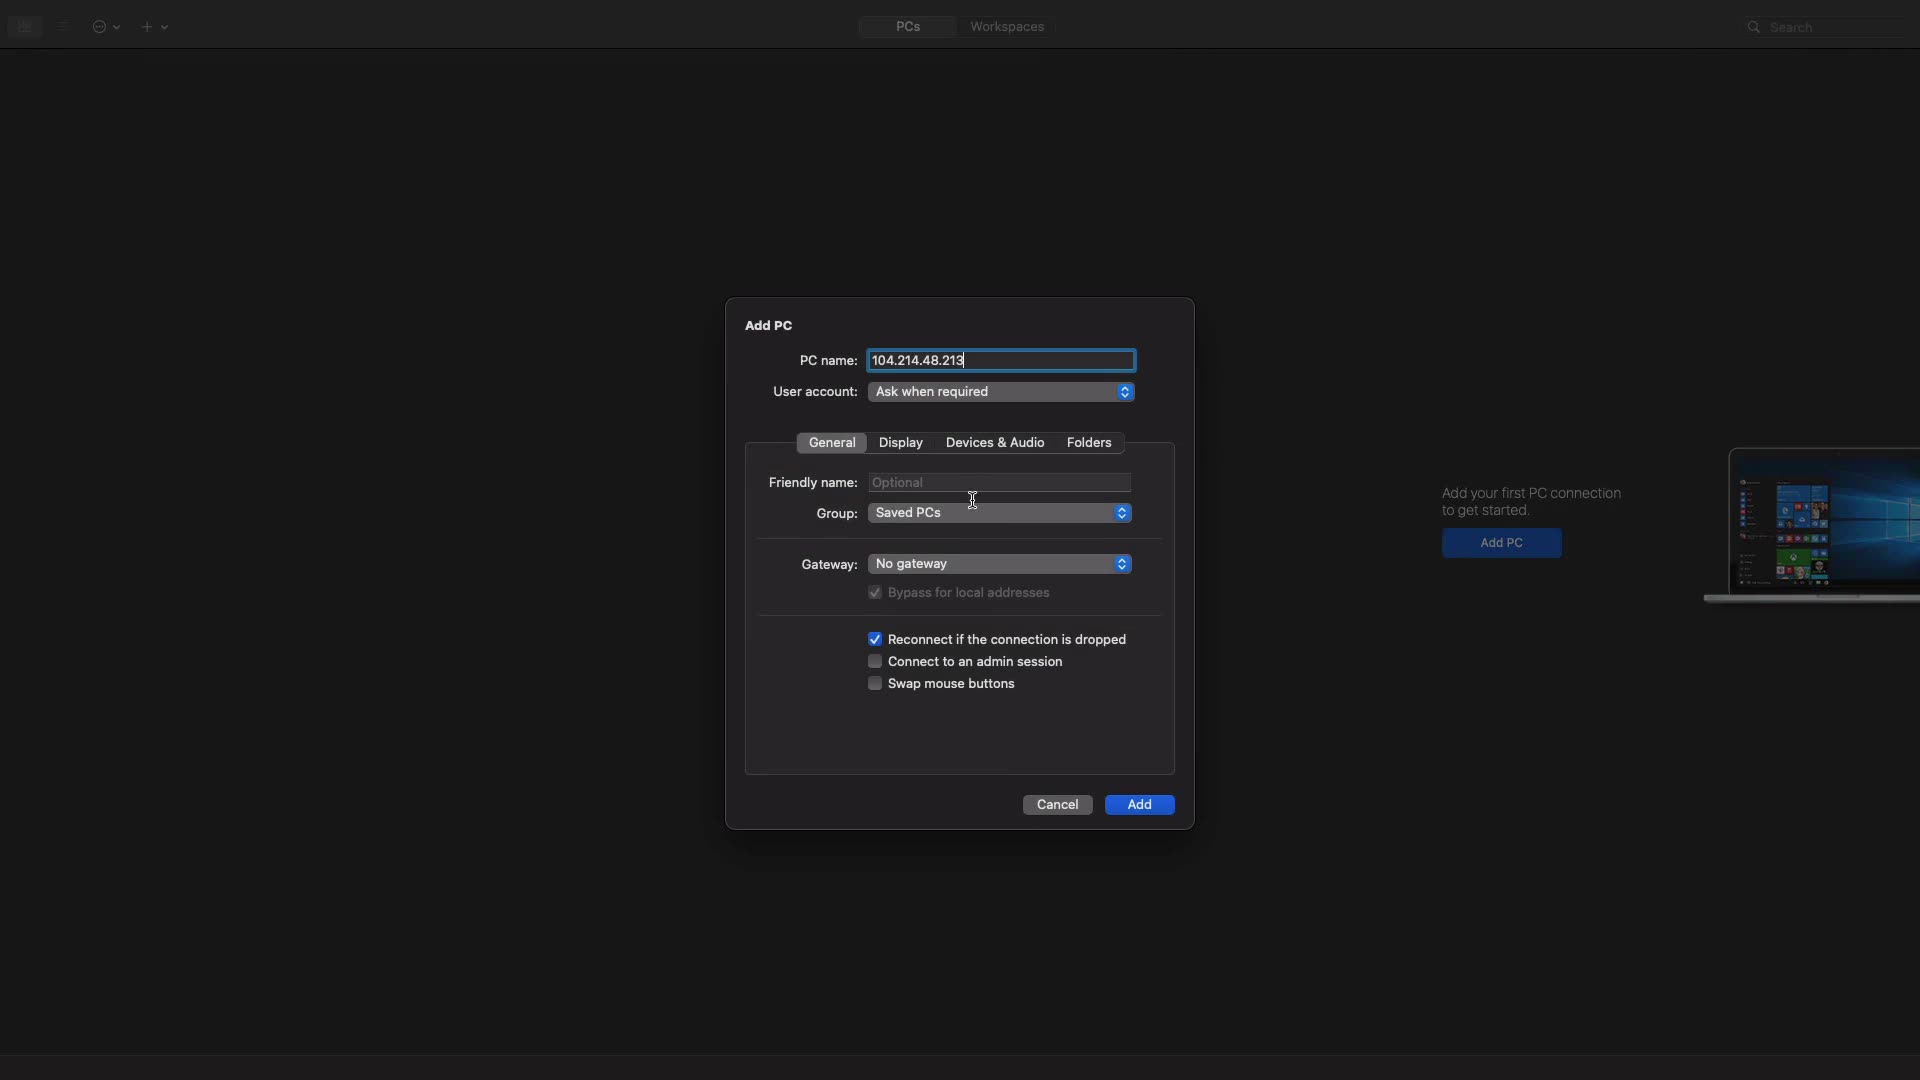 PCs
Workspaces
Search
Add PC
PC name: 104.214.48.213
User account: Ask when required
General Display Devices & Audio Folders
Friendly name: Optional
Group: Saved PCs
Gateway: No gateway
Bypass for local addresses
Reconnect if the connection is dropped
Connect to an admin session
Swap mouse buttons
Cancel Add
Add your first PC connection
to get started.
Add PC